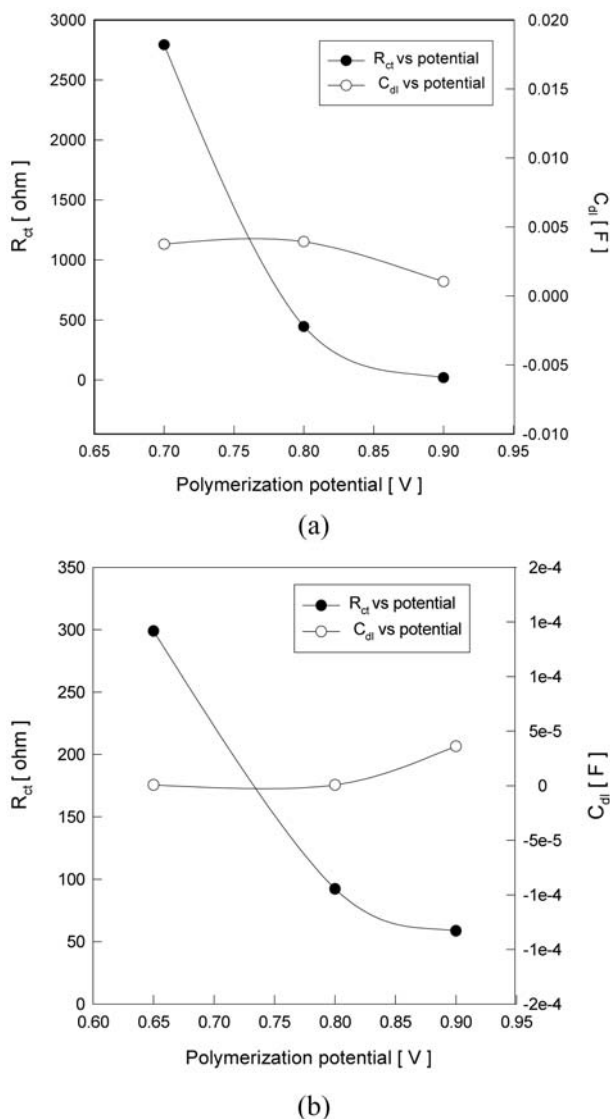 3000
2500
2000
1500
1000
500
0
R_ct [ ohm ]
0.020
0.015
0.010
0.005
0.000
-0.005
-0.010
C_dl [ F ]
R_ct vs potential
C_dl vs potential
0.65 0.70 0.75 0.80 0.85 0.90 0.95
Polymerization potential [ V ]
(a)
350
300
250
200
150
100
50
0
R_ct [ ohm ]
2e-4
1e-4
1e-4
5e-5
0
-5e-5
-1e-4
-1e-4
-2e-4
C_dl [ F ]
R_ct vs potential
C_dl vs potential
0.60 0.65 0.70 0.75 0.80 0.85 0.90 0.95
Polymerization potential [ V ]
(b)